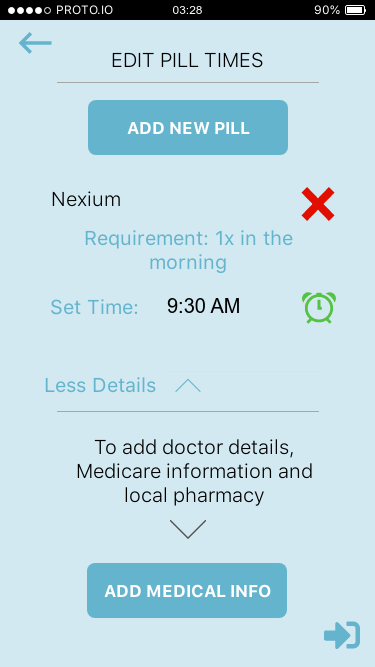 PROTO.IO 03:28 90%
EDIT PILL TIMES
ADD NEW PILL
Nexium
Requirement: 1x in the
morning
Set Time: 9:30 AM
Less Details
To add doctor details,
Medicare information and
local pharmacy
ADD MEDICAL INFO